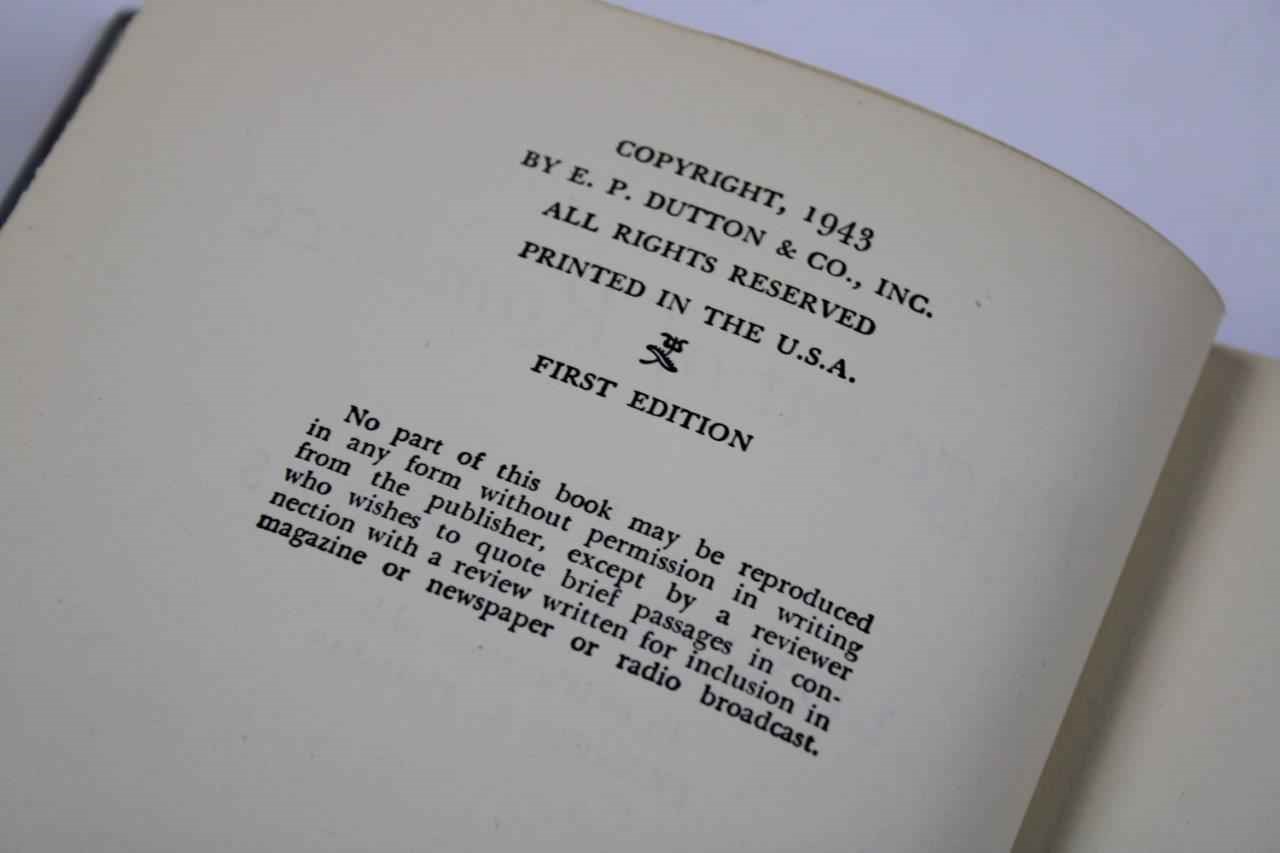 COPYRIGHT, 1943
BY E. P. DUTTON & CO., INC.
ALL RIGHTS RESERVED
PRINTED IN THE U.S.A.
FIRST EDITION
No part of this book may be reproduced
in any form without permission in writing
from the publisher, except by a reviewer
who wishes to quote brief passages in con-
nection with a review written for inclusion in
magazine or newspaper or radio broadcast.